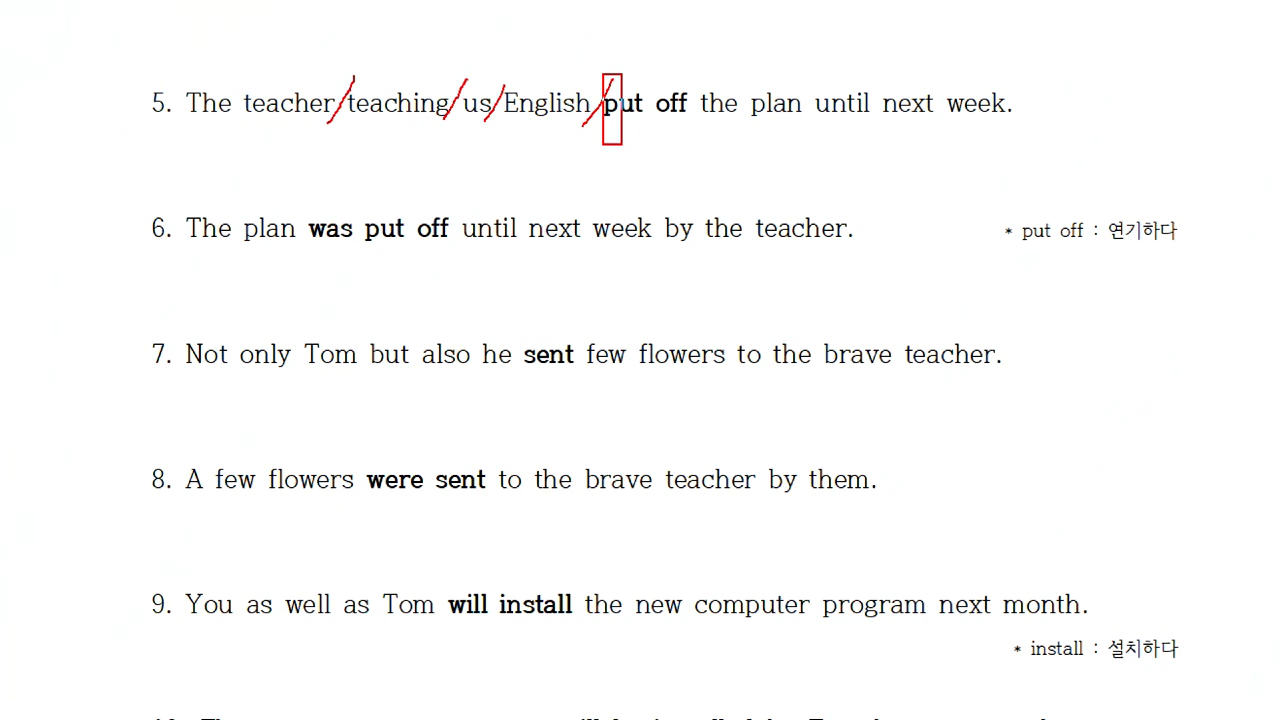 5. The teacher teaching us English put off the plan until next week.
6. The plan was put off until next week by the teacher. * put off : 연기하다
7. Not only Tom but also he sent few flowers to the brave teacher.
8. A few flowers were sent to the brave teacher by them.
9. You as well as Tom will install the new computer program next month.
* install : 설치하다